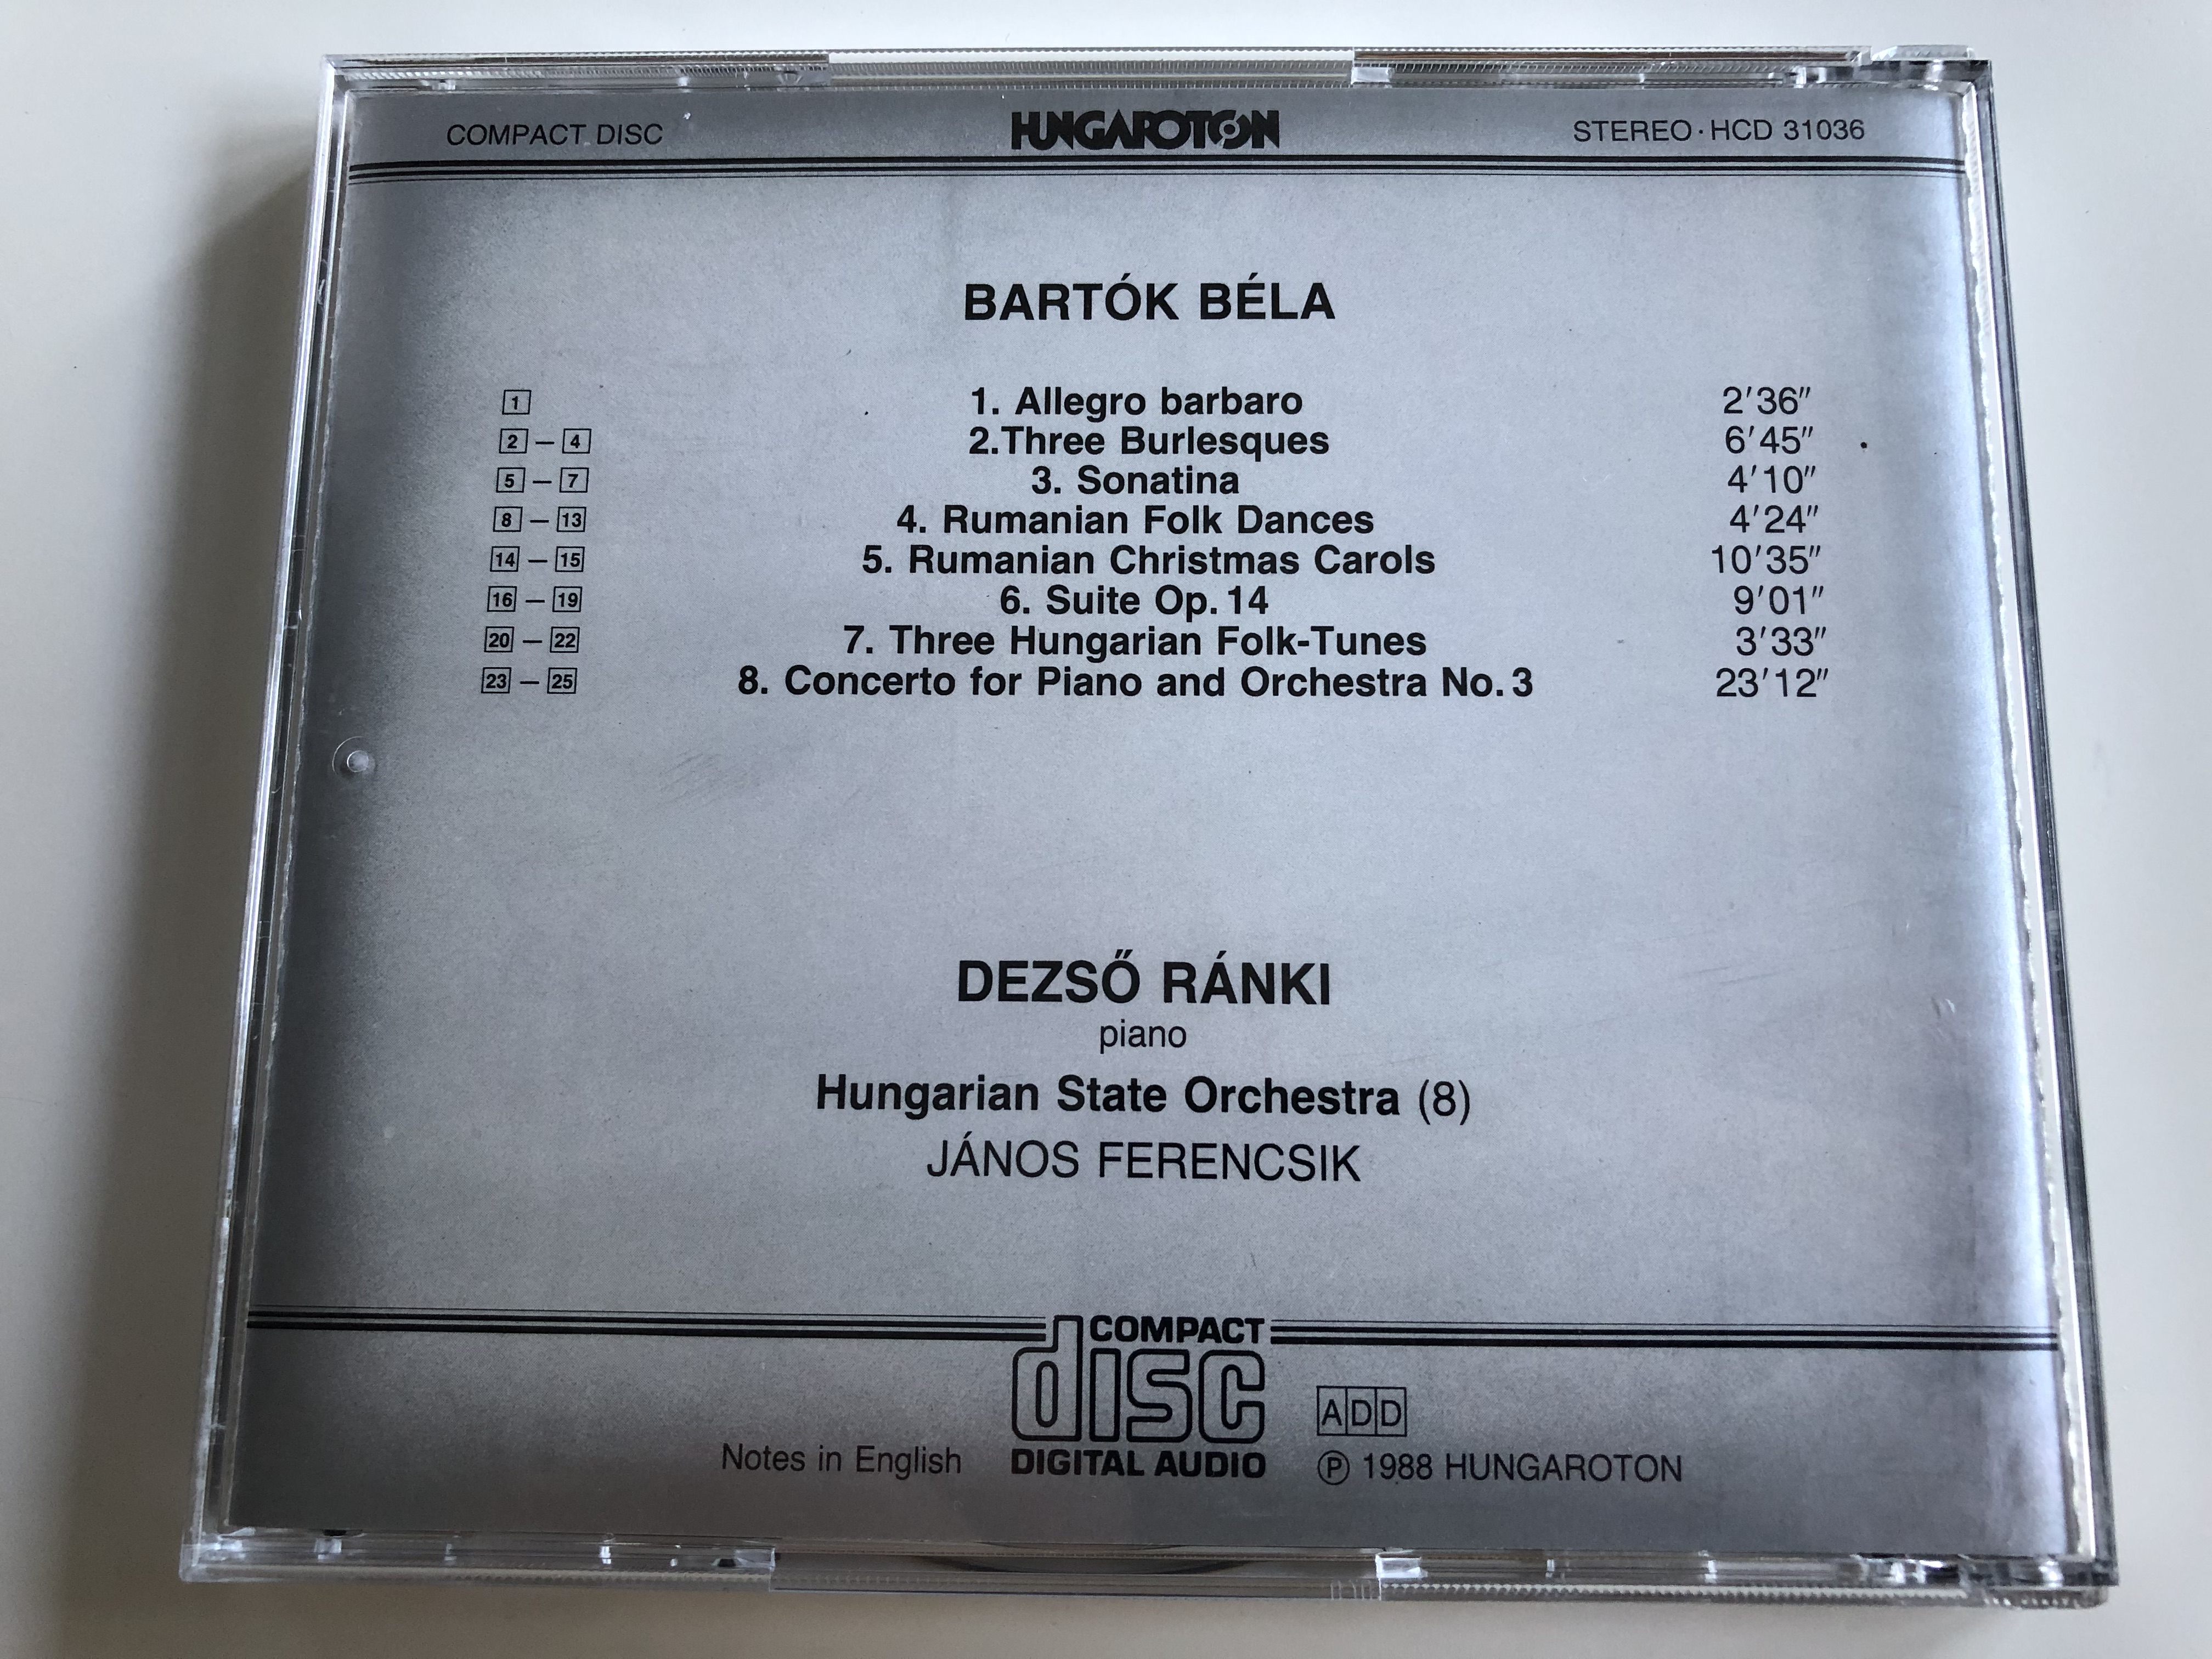 COMPACT DISC HUNGAROTON STEREO · HCD 31036
BARTÓK BÉLA
1 1. Allegro barbaro 2'36"
2 – 4 2.Three Burlesques 6'45"
5 – 7 3. Sonatina 4'10"
8 – 13 4. Rumanian Folk Dances 4'24"
14 – 15 5. Rumanian Christmas Carols 10'35"
16 – 19 6. Suite Op. 14 9'01"
20 – 22 7. Three Hungarian Folk-Tunes 3'33"
23 – 25 8. Concerto for Piano and Orchestra No. 3 23'12"
DEZSŐ RÁNKI
piano
Hungarian State Orchestra (8)
JÁNOS FERENCSIK
COMPACT
disc
ADD
Notes in English DIGITAL AUDIO ℗ 1988 HUNGAROTON